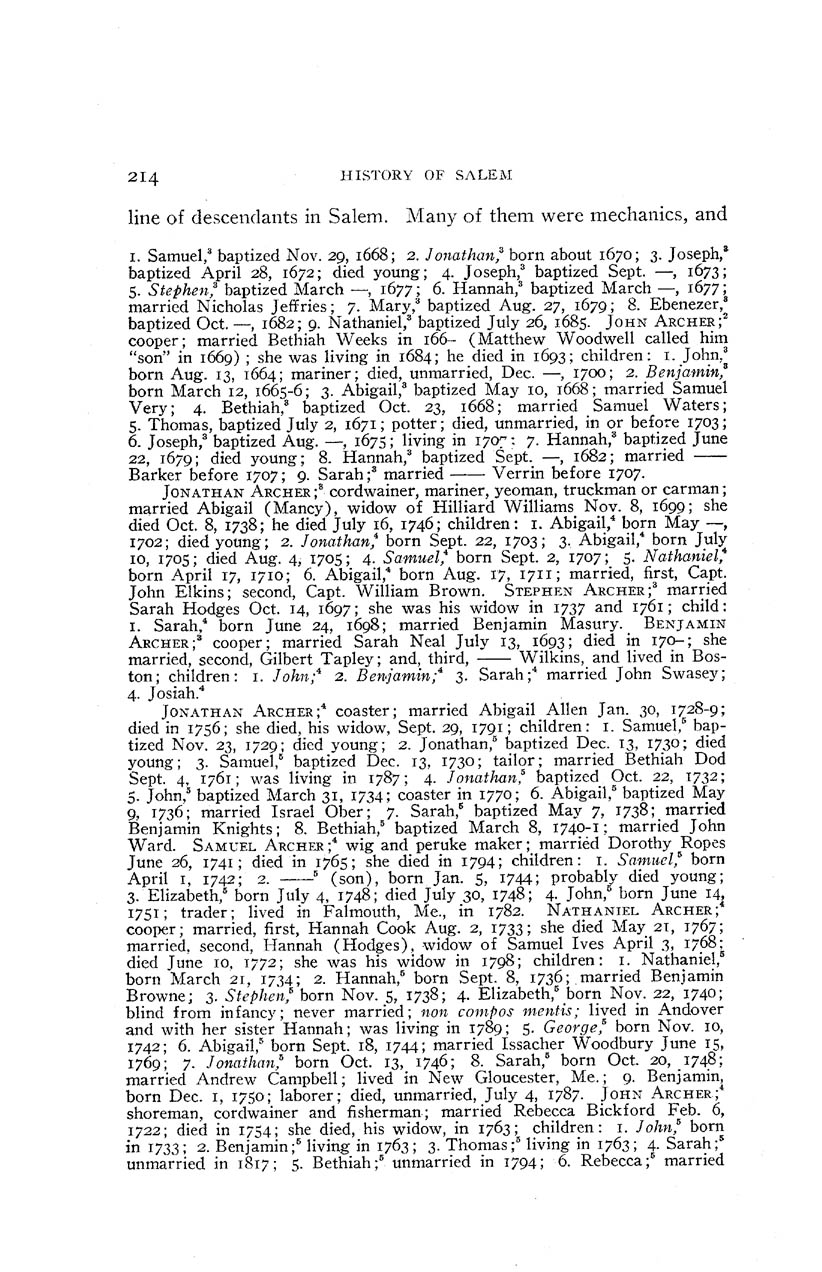 214 HISTORY OF SALEM
line of descendants in Salem. Many of them were mechanics, and
1. Samuel,³ baptized Nov. 29, 1668; 2. Jonathan,³ born about 1670; 3. Joseph,³
baptized April 28, 1672; died young; 4. Joseph,³ baptized Sept. —, 1673;
5. Stephen,³ baptized March —, 1677; 6. Hannah,³ baptized March —, 1677;
married Nicholas Jeffries; 7. Mary,³ baptized Aug. 27, 1679; 8. Ebenezer,³
baptized Oct. —, 1682; 9. Nathaniel,³ baptized July 26, 1685. JOHN ARCHER;²
cooper; married Bethiah Weeks in 166– (Matthew Woodwell called him
"son" in 1669) ; she was living in 1684; he died in 1693; children: 1. John,³
born Aug. 13, 1664; mariner; died, unmarried, Dec. —, 1700; 2. Benjamin,³
born March 12, 1665-6; 3. Abigail,³ baptized May 10, 1668; married Samuel
Very; 4. Bethiah,³ baptized Oct. 23, 1668; married Samuel Waters;
5. Thomas, baptized July 2, 1671; potter; died, unmarried, in or before 1703;
6. Joseph,³ baptized Aug. —, 1675; living in 170 ; 7. Hannah,³ baptized June
22, 1679; died young; 8. Hannah,³ baptized Sept. —, 1682; married ——
Barker before 1707; 9. Sarah;³ married —— Verrin before 1707.
JONATHAN ARCHER;³ cordwainer, mariner, yeoman, truckman or carman;
married Abigail (Mancy), widow of Hilliard Williams Nov. 8, 1699; she
died Oct. 8, 1738; he died July 16, 1746; children: 1. Abigail,⁴ born May —,
1702; died young; 2. Jonathan,⁴ born Sept. 22, 1703; 3. Abigail,⁴ born July
10, 1705; died Aug. 4, 1705; 4. Samuel,⁴ born Sept. 2, 1707; 5. Nathaniel,⁴
born April 17, 1710; 6. Abigail,⁴ born Aug. 17, 1711; married, first, Capt.
John Elkins; second, Capt. William Brown. STEPHEN ARCHER;³ married
Sarah Hodges Oct. 14, 1697; she was his widow in 1737 and 1761; child:
1. Sarah,⁴ born June 24, 1698; married Benjamin Masury. BENJAMIN
ARCHER;³ cooper; married Sarah Neal July 13, 1693; died in 170–; she
married, second, Gilbert Tapley; and, third, —— Wilkins, and lived in Bos-
ton; children: 1. John;⁴ 2. Benjamin;⁴ 3. Sarah;⁴ married John Swasey;
4. Josiah.⁴
JONATHAN ARCHER;⁴ coaster; married Abigail Allen Jan. 30, 1728-9;
died in 1756; she died, his widow, Sept. 29, 1791; children: 1. Samuel,⁵ bap-
tized Nov. 23, 1729; died young; 2. Jonathan,⁵ baptized Dec. 13, 1730; died
young; 3. Samuel,⁵ baptized Dec. 13, 1730; tailor; married Bethiah Dod
Sept. 4, 1761; was living in 1787; 4. Jonathan,⁵ baptized Oct. 22, 1732;
5. John,⁵ baptized March 31, 1734; coaster in 1770; 6. Abigail,⁵ baptized May
9, 1736; married Israel Ober; 7. Sarah,⁵ baptized May 7, 1738; married
Benjamin Knights; 8. Bethiah,⁵ baptized March 8, 1740-1; married John
Ward. SAMUEL ARCHER;⁴ wig and peruke maker; married Dorothy Ropes
June 26, 1741; died in 1765; she died in 1794; children: 1. Samuel,⁵ born
April 1, 1742; 2. ——⁵ (son), born Jan. 5, 1744; probably died young;
3. Elizabeth,⁵ born July 4, 1748; died July 30, 1748; 4. John,⁵ born June 14,
1751; trader; lived in Falmouth, Me., in 1782. NATHANIEL ARCHER;⁴
cooper; married, first, Hannah Cook Aug. 2, 1733; she died May 21, 1767;
married, second, Hannah (Hodges), widow of Samuel Ives April 3, 1768;
died June 10, 1772; she was his widow in 1798; children: 1. Nathaniel,⁵
born March 21, 1734; 2. Hannah,⁵ born Sept. 8, 1736; married Benjamin
Browne; 3. Stephen,⁵ born Nov. 5, 1738; 4. Elizabeth,⁵ born Nov. 22, 1740;
blind from infancy; never married; non compos mentis; lived in Andover
and with her sister Hannah; was living in 1789; 5. George,⁵ born Nov. 10,
1742; 6. Abigail,⁵ born Sept. 18, 1744; married Issacher Woodbury June 15,
1769; 7. Jonathan,⁵ born Oct. 13, 1746; 8. Sarah,⁵ born Oct. 20, 1748;
married Andrew Campbell; lived in New Gloucester, Me.; 9. Benjamin,
born Dec. 1, 1750; laborer; died, unmarried, July 4, 1787. JOHN ARCHER;⁴
shoreman, cordwainer and fisherman; married Rebecca Bickford Feb. 6,
1722; died in 1754; she died, his widow, in 1763; children: 1. John,⁵ born
in 1733; 2. Benjamin;⁵ living in 1763; 3. Thomas;⁵ living in 1763; 4. Sarah;⁵
unmarried in 1817; 5. Bethiah;⁵ unmarried in 1794; 6. Rebecca;⁵ married